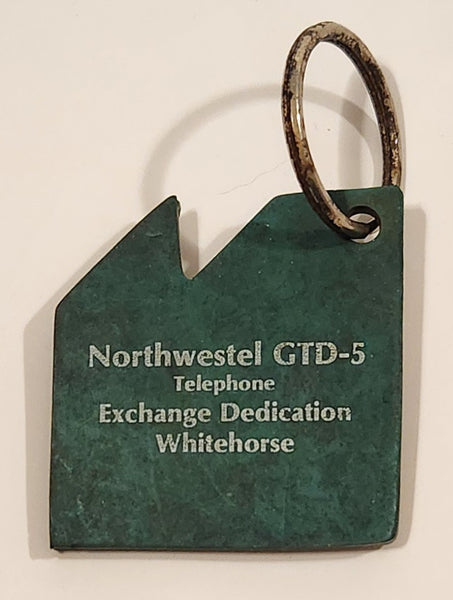 Northwestel GTD-5
Telephone
Exchange Dedication
Whitehorse